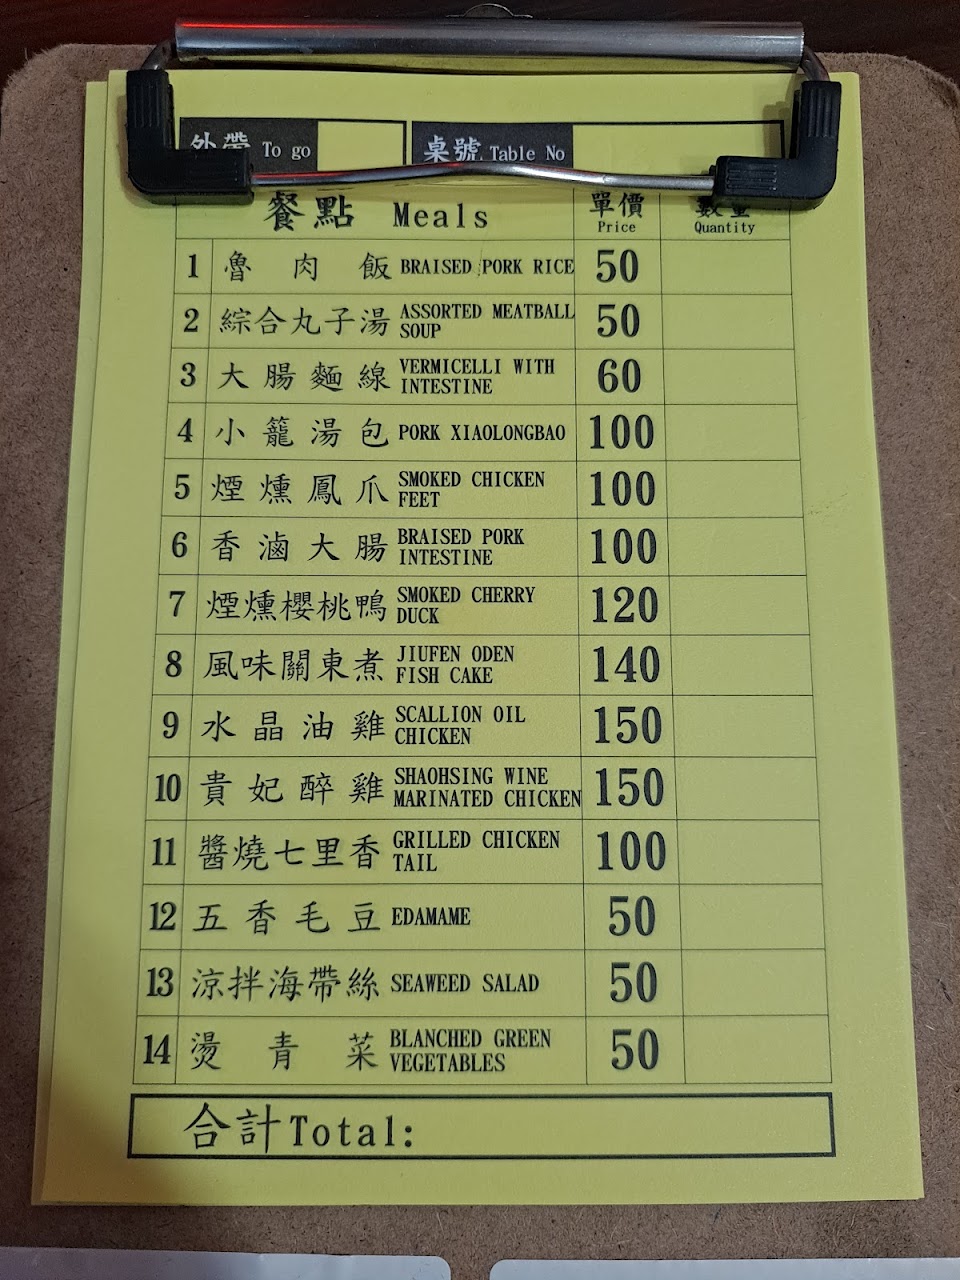 外帶 To go 桌號 Table No
餐點 Meals 單價 Price 數量 Quantity
1 魯肉飯 BRAISED PORK RICE 50
2 綜合丸子湯 ASSORTED MEATBALL SOUP 50
3 大腸麵線 VERMICELLI WITH INTESTINE 60
4 小籠湯包 PORK XIAOLONGBAO 100
5 煙燻鳳爪 SMOKED CHICKEN FEET 100
6 香滷大腸 BRAISED PORK INTESTINE 100
7 煙燻櫻桃鴨 SMOKED CHERRY DUCK 120
8 風味關東煮 JIUFEN ODEN FISH CAKE 140
9 水晶油雞 SCALLION OIL CHICKEN 150
10 貴妃醉雞 SHAOHSING WINE MARINATED CHICKEN 150
11 醬燒七里香 GRILLED CHICKEN TAIL 100
12 五香毛豆 EDAMAME 50
13 涼拌海帶絲 SEAWEED SALAD 50
14 燙青菜 BLANCHED GREEN VEGETABLES 50
合計Total: